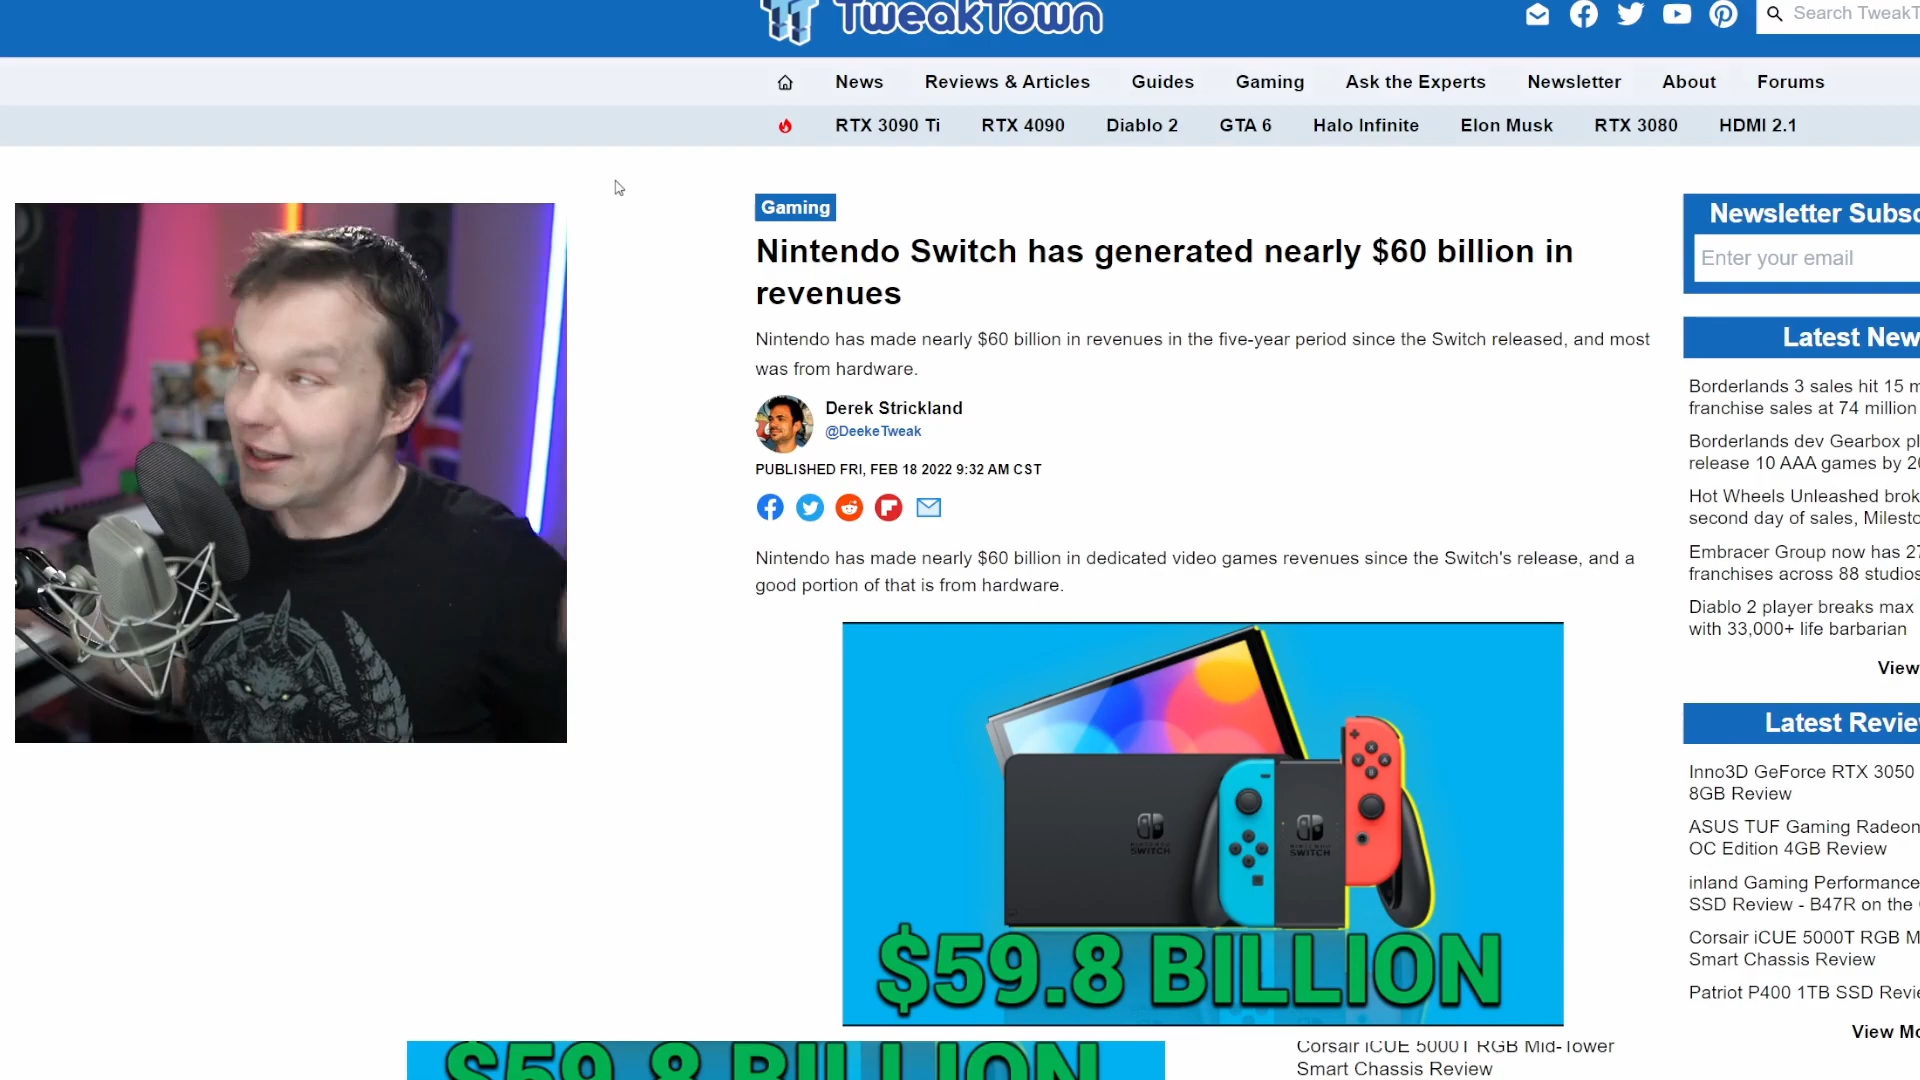 TweakTown
Search TweakT
News Reviews & Articles Guides Gaming Ask the Experts Newsletter About Forums
RTX 3090 Ti RTX 4090 Diablo 2 GTA 6 Halo Infinite Elon Musk RTX 3080 HDMI 2.1
Gaming
Nintendo Switch has generated nearly $60 billion in
revenues
Nintendo has made nearly $60 billion in revenues in the five-year period since the Switch released, and most
was from hardware.
Derek Strickland
@DeekeTweak
PUBLISHED FRI, FEB 18 2022 9:32 AM CST
Nintendo has made nearly $60 billion in dedicated video games revenues since the Switch's release, and a
good portion of that is from hardware.
NINTENDO
SWITCH
NINTENDO
SWITCH
$59.8 BILLION
$59.8 BILLION
Newsletter Subsc
Enter your email
Latest New
Borderlands 3 sales hit 15 m
franchise sales at 74 million
Borderlands dev Gearbox pl
release 10 AAA games by 20
Hot Wheels Unleashed brok
second day of sales, Milesto
Embracer Group now has 27
franchises across 88 studios
Diablo 2 player breaks max
with 33,000+ life barbarian
View
Latest Revie
Inno3D GeForce RTX 3050
8GB Review
ASUS TUF Gaming Radeon
OC Edition 4GB Review
inland Gaming Performance
SSD Review - B47R on the
Corsair iCUE 5000T RGB M
Smart Chassis Review
Patriot P400 1TB SSD Revie
View Mo
Corsair iCUE 5000T RGB Mid-Tower
Smart Chassis Review